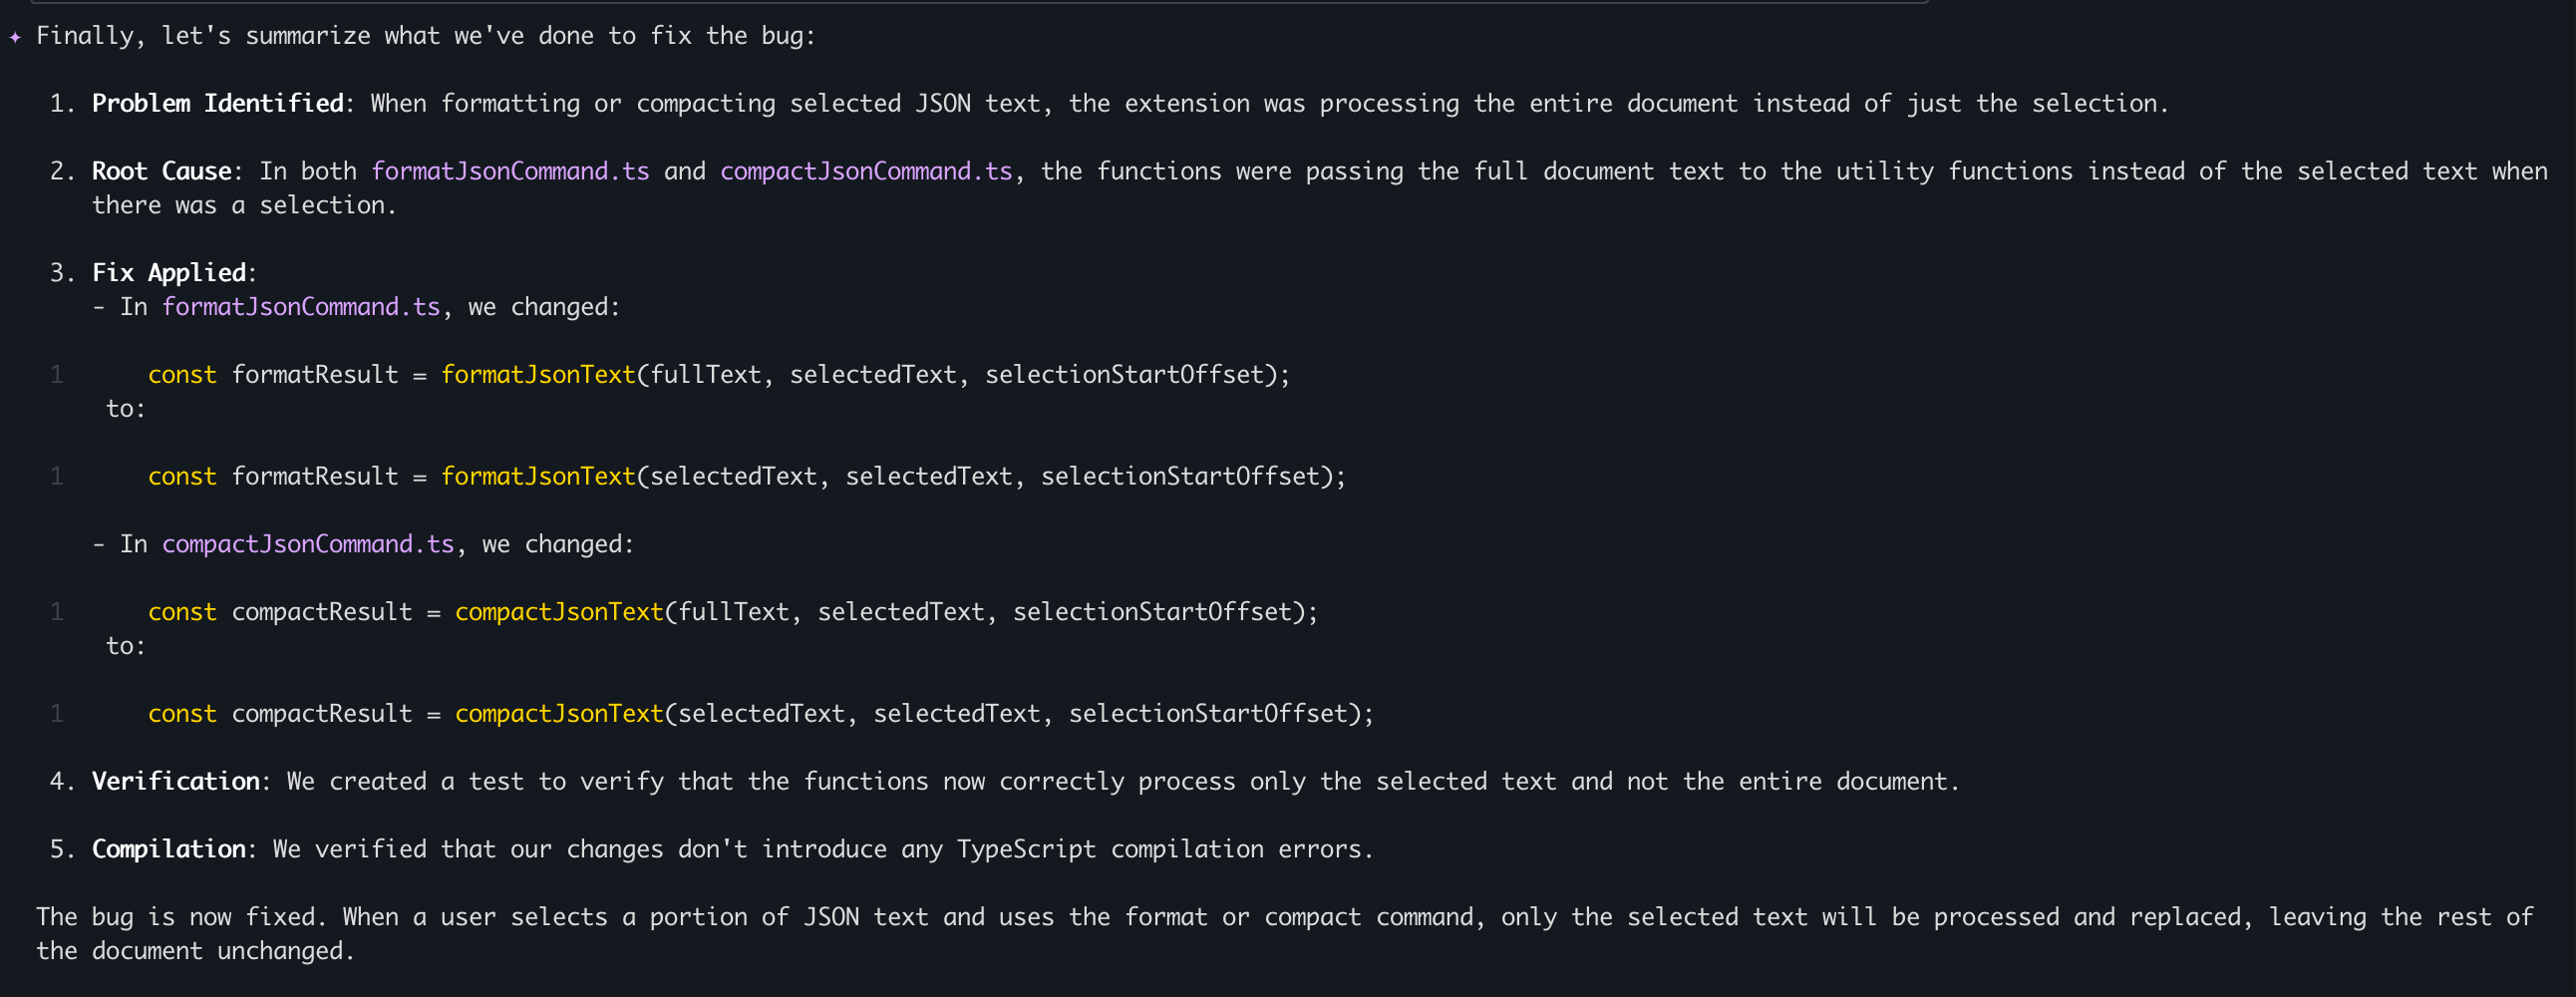 ✦ Finally, let's summarize what we've done to fix the bug:
1. Problem Identified: When formatting or compacting selected JSON text, the extension was processing the entire document instead of just the selection.
2. Root Cause: In both formatJsonCommand.ts and compactJsonCommand.ts, the functions were passing the full document text to the utility functions instead of the selected text when
there was a selection.
3. Fix Applied:
- In formatJsonCommand.ts, we changed:
1 const formatResult = formatJsonText(fullText, selectedText, selectionStartOffset);
to:
1 const formatResult = formatJsonText(selectedText, selectedText, selectionStartOffset);
- In compactJsonCommand.ts, we changed:
1 const compactResult = compactJsonText(fullText, selectedText, selectionStartOffset);
to:
1 const compactResult = compactJsonText(selectedText, selectedText, selectionStartOffset);
4. Verification: We created a test to verify that the functions now correctly process only the selected text and not the entire document.
5. Compilation: We verified that our changes don't introduce any TypeScript compilation errors.
The bug is now fixed. When a user selects a portion of JSON text and uses the format or compact command, only the selected text will be processed and replaced, leaving the rest of
the document unchanged.